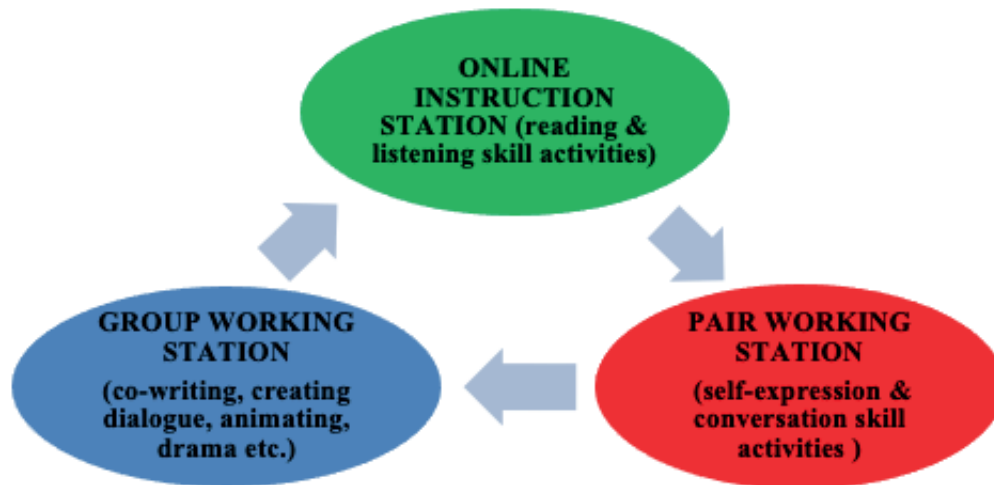 ONLINE
INSTRUCTION
STATION (reading &
listening skill activities)
GROUP WORKING
STATION
(co-writing, creating
dialogue, animating,
drama etc.)
PAIR WORKING
STATION
(self-expression &
conversation skill
activities )